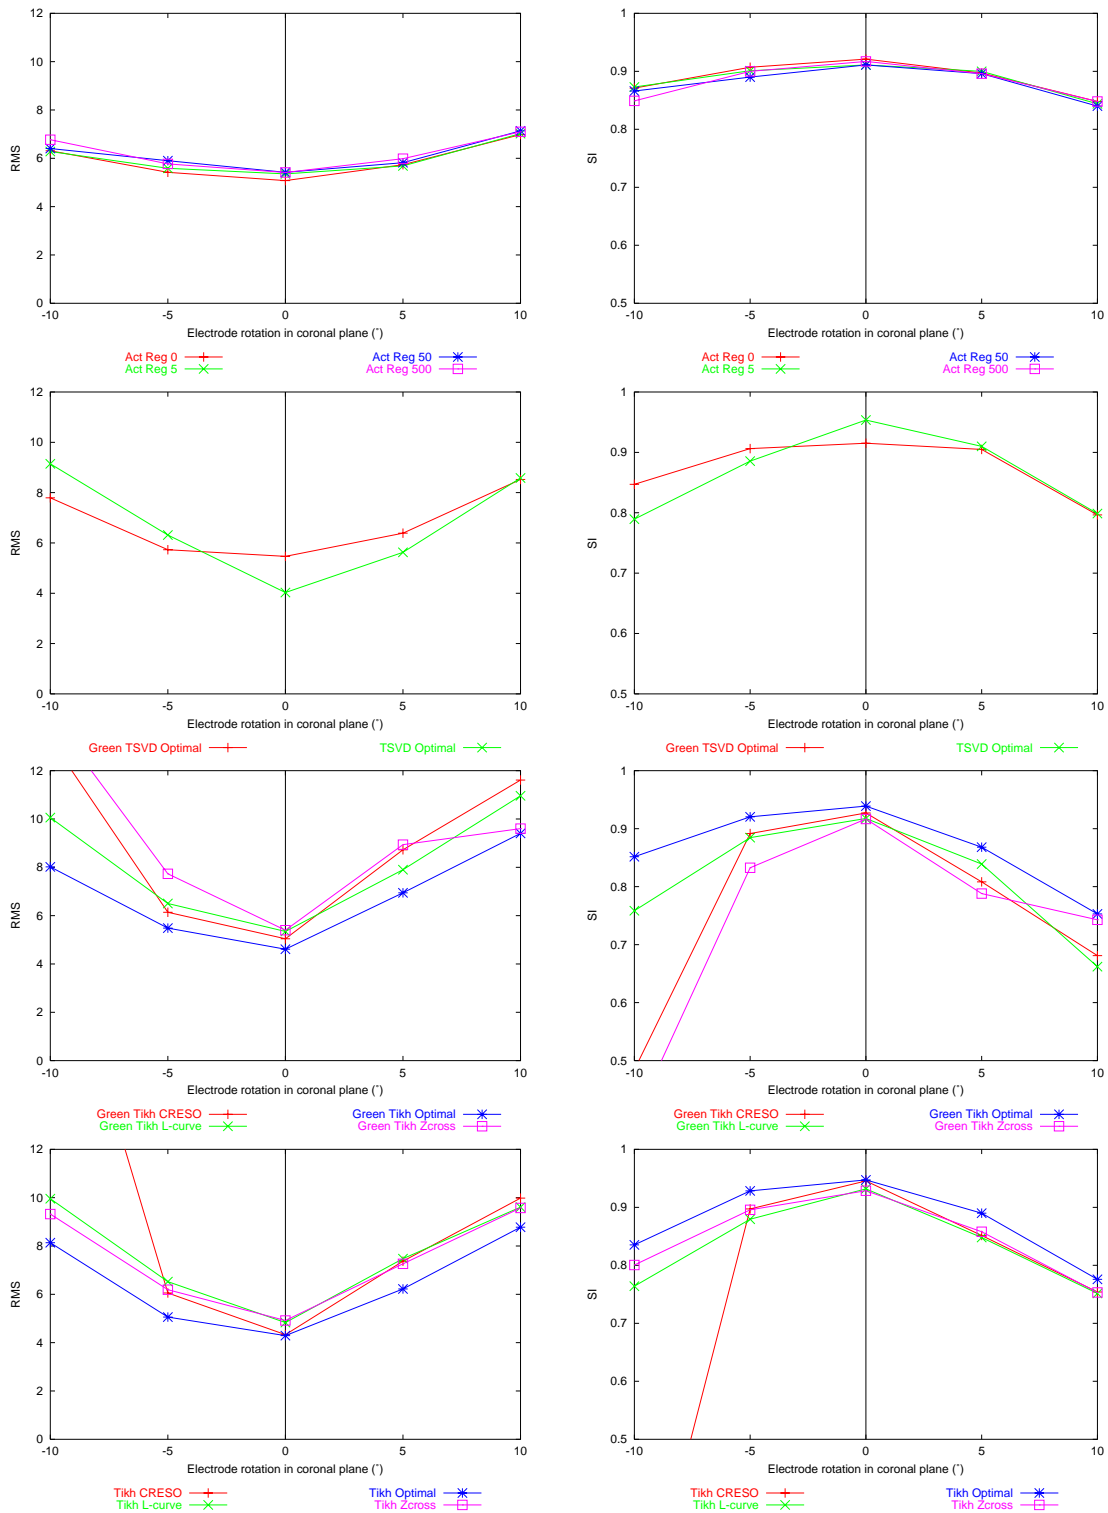 12
10
8
6
4
2
0
RMS
-10 -5 0 5 10
Electrode rotation in coronal plane (°)
Act Reg 0
Act Reg 5
Act Reg 50
Act Reg 500
1
0.9
0.8
0.7
0.6
0.5
SI
-10 -5 0 5 10
Electrode rotation in coronal plane (°)
Act Reg 0
Act Reg 5
Act Reg 50
Act Reg 500
12
10
8
6
4
2
0
RMS
-10 -5 0 5 10
Electrode rotation in coronal plane (°)
Green TSVD Optimal
TSVD Optimal
1
0.9
0.8
0.7
0.6
0.5
SI
-10 -5 0 5 10
Electrode rotation in coronal plane (°)
Green TSVD Optimal
TSVD Optimal
12
10
8
6
4
2
0
RMS
-10 -5 0 5 10
Electrode rotation in coronal plane (°)
Green Tikh CRESO
Green Tikh L-curve
Green Tikh Optimal
Green Tikh Zcross
1
0.9
0.8
0.7
0.6
0.5
SI
-10 -5 0 5 10
Electrode rotation in coronal plane (°)
Green Tikh CRESO
Green Tikh L-curve
Green Tikh Optimal
Green Tikh Zcross
12
10
8
6
4
2
0
RMS
-10 -5 0 5 10
Electrode rotation in coronal plane (°)
Tikh CRESO
Tikh L-curve
Tikh Optimal
Tikh Zcross
1
0.9
0.8
0.7
0.6
0.5
SI
-10 -5 0 5 10
Electrode rotation in coronal plane (°)
Tikh CRESO
Tikh L-curve
Tikh Optimal
Tikh Zcross